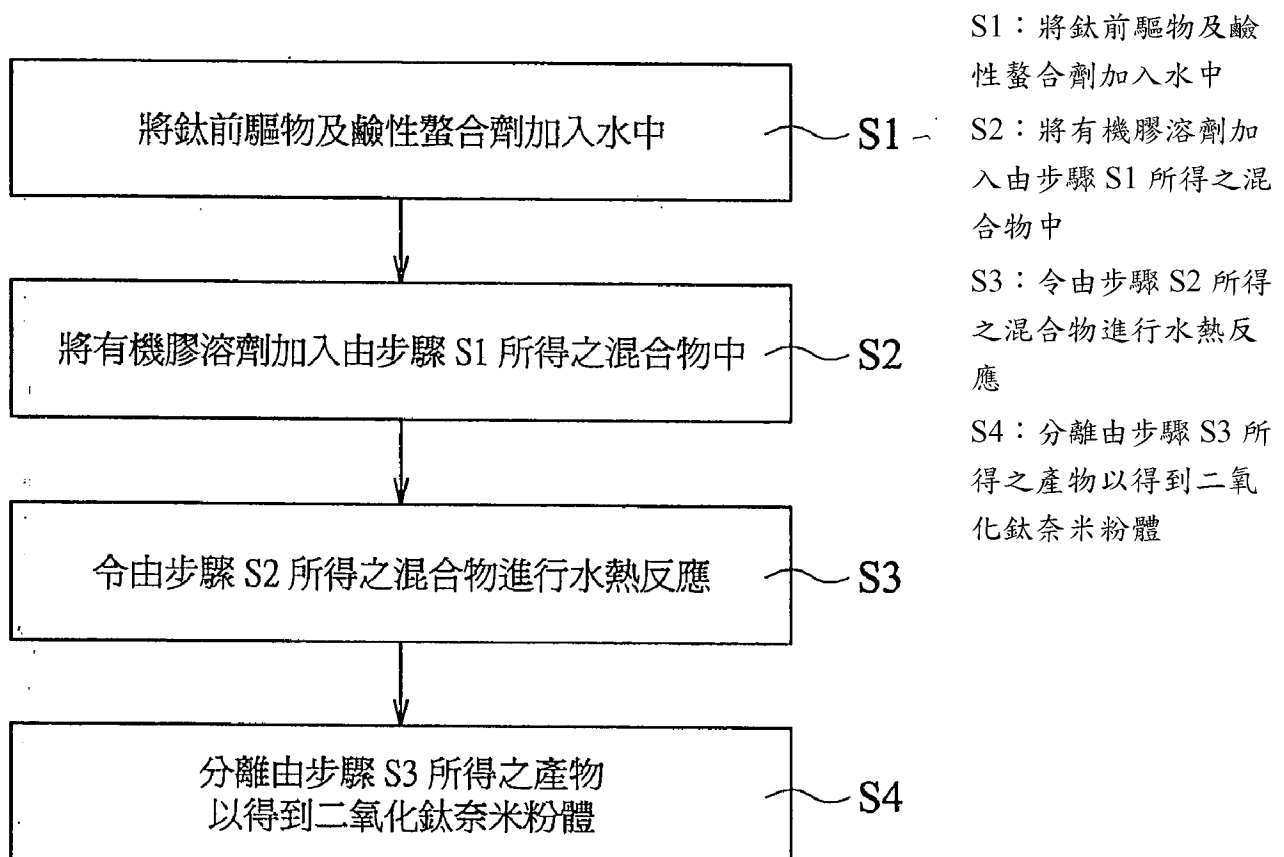 將鈦前驅物及鹼性螯合劑加入水中
S1
將有機膠溶劑加入由步驟 S1 所得之混合物中
S2
令由步驟 S2 所得之混合物進行水熱反應
S3
分離由步驟 S3 所得之產物
以得到二氧化鈦奈米粉體
S4
S1：將鈦前驅物及鹼
性螯合劑加入水中
S2：將有機膠溶劑加
入由步驟 S1 所得之混
合物中
S3：令由步驟 S2 所得
之混合物進行水熱反
應
S4：分離由步驟 S3 所
得之產物以得到二氧
化鈦奈米粉體